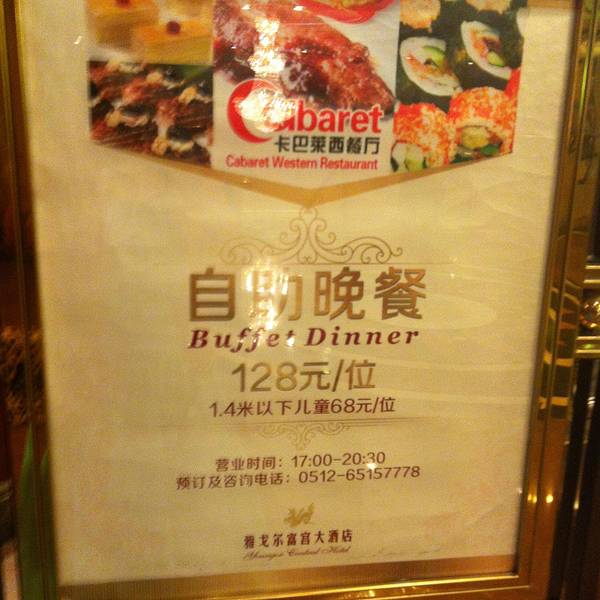 Cabaret
卡巴莱西餐厅
Cabaret Western Restaurant
自助晚餐
Buffet Dinner
128元/位
1.4米以下儿童68元/位
营业时间：17:00-20:30
预订及咨询电话：0512-65157778
雅戈尔富宫大酒店
Youngor Central Hotel